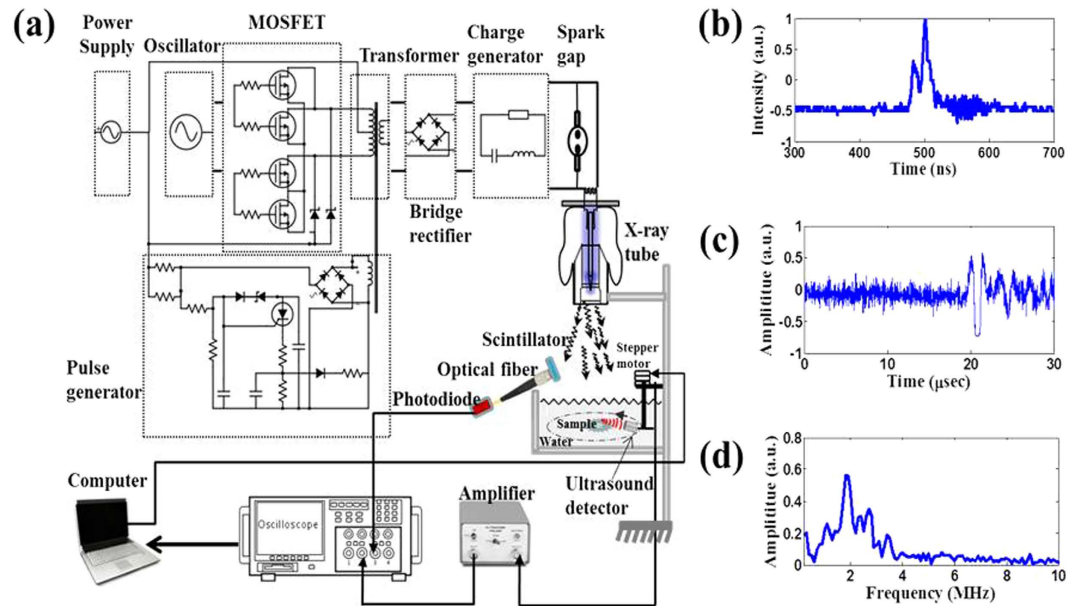 (a)
Power
Supply
Oscillator
MOSFET
Transformer
Charge
generator
Spark
gap
Bridge
rectifier
X-ray
tube
Pulse
generator
Scintillator
Optical fiber
Photodiode
Stepper
motor
Sample
Water
Ultrasound
detector
Computer
Oscilloscope
Amplifier
(b)
Intensity (a.u.)
1
0.5
0
-0.5
-1
300 400 500 600 700
Time (ns)
(c)
Amplititue (a.u.)
1
0.5
0
-0.5
-1
0 10 20 30
Time (µsec)
(d)
Amplititue (a.u.)
0.8
0.6
0.4
0.2
0
2 4 6 8 10
Frequency (MHz)